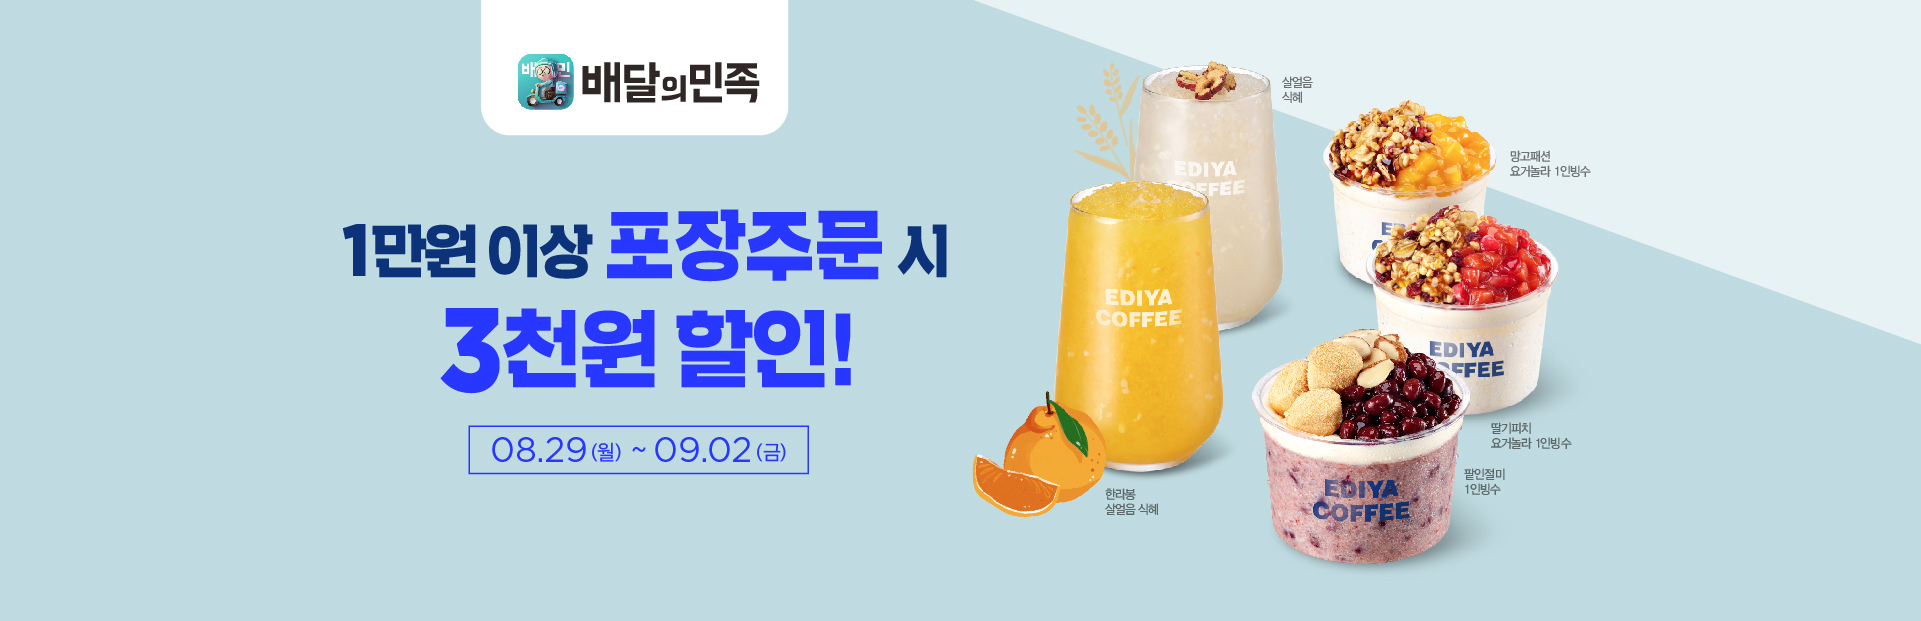 배민
배달의민족
1만원 이상 포장주문 시
3천원 할인!
08.29(월) ~ 09.02(금)
살얼음
식혜
망고패션
요거놀라 1인빙수
EDIYA
COFFEE
EDIYA
COFFEE
딸기피치
요거놀라 1인빙수
EDIYA
COFFEE
팥인절미
1인빙수
EDIYA
COFFEE
한라봉
살얼음 식혜